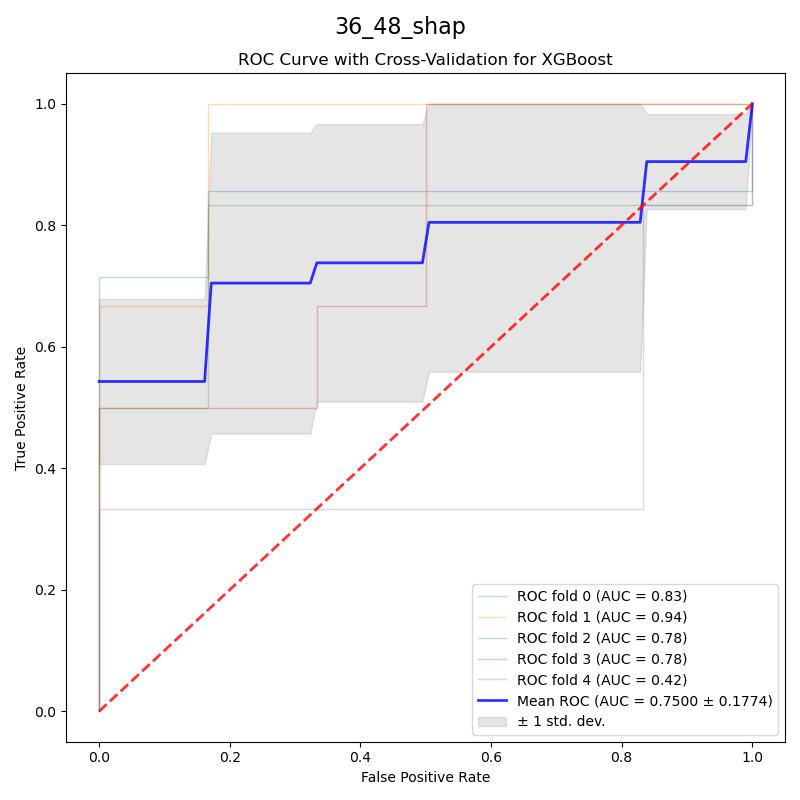 36_48_shap
ROC Curve with Cross-Validation for XGBoost
True Positive Rate
1.0
0.8
0.6
0.4
0.2
0.0
0.0 0.2 0.4 0.6 0.8 1.0
False Positive Rate
ROC fold 0 (AUC = 0.83)
ROC fold 1 (AUC = 0.94)
ROC fold 2 (AUC = 0.78)
ROC fold 3 (AUC = 0.78)
ROC fold 4 (AUC = 0.42)
Mean ROC (AUC = 0.7500 ± 0.1774)
± 1 std. dev.